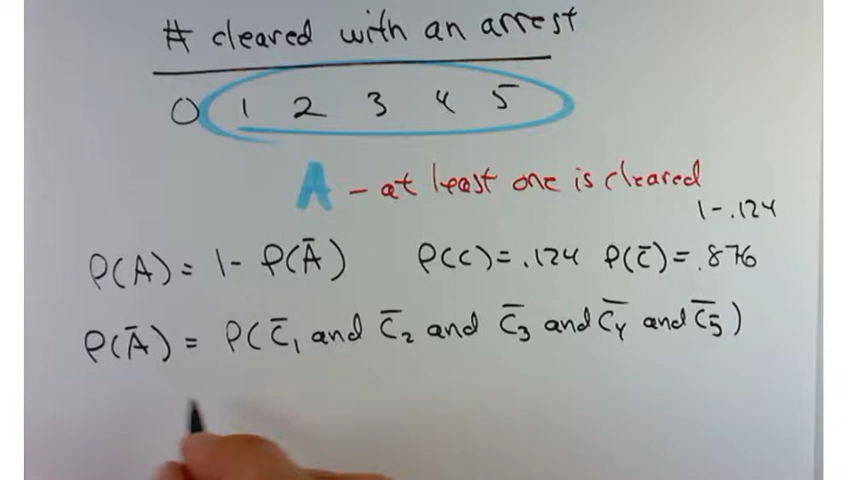 # cleared with an arrest
0 1 2 3 4 5
A - at least one is cleared
1 - .124
P(A) = 1 - P(Ā) P(C) = .124 P(C̄) = .876
P(Ā) = P(C̄₁ and C̄₂ and C̄₃ and C̄₄ and C̄₅)